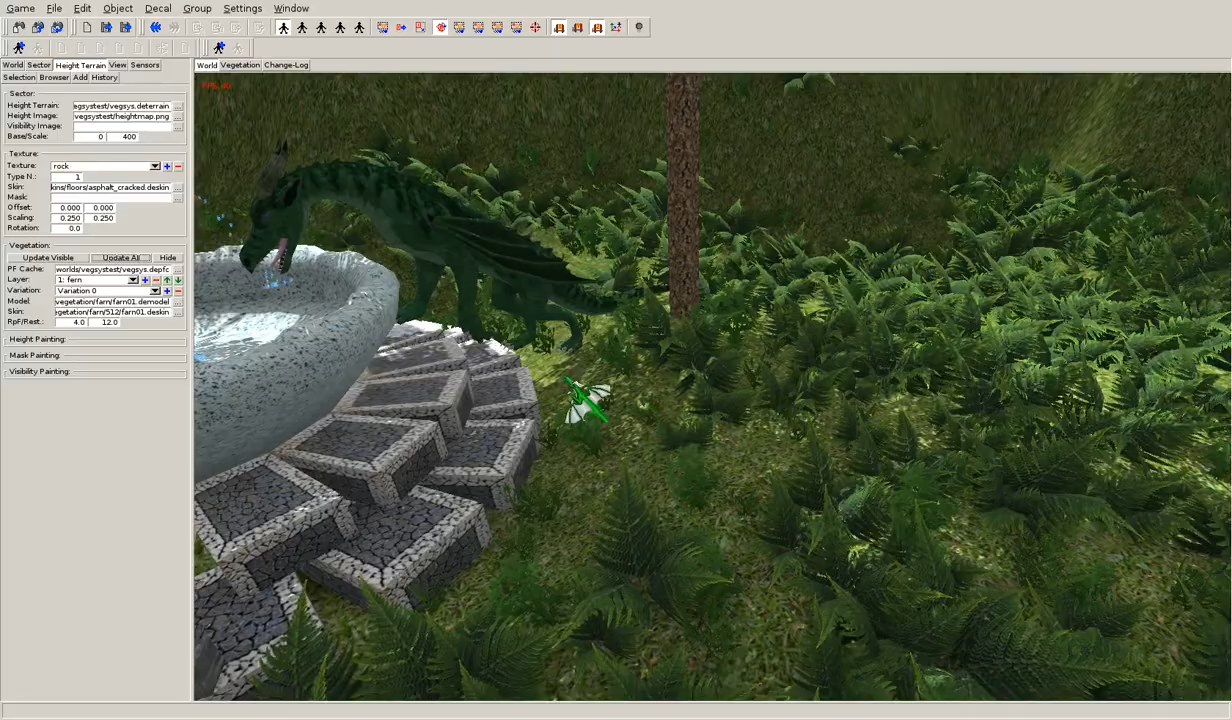 Game File Edit Object Decal Group Settings Window
World Sector Height Terrain View Sensors
World Vegetation Change-Log
Selection Browser Add History
Sector:
Height Terrain: egsystest/vegsys.deterrain ...
Height Image: vegsystest/heightmap.png ...
Visibility Image: ...
Base/Scale: 0 400
Texture:
Texture: rock
Type N.: 1
Skin: kins/floors/asphalt_cracked.deskin ...
Mask: ...
Offset: 0.000 0.000
Scaling: 0.250 0.250
Rotation: 0.0
Vegetation:
Update Visible Update All Hide
PF Cache: worlds/vegsystest/vegsys.depfc ...
Layer: 1: fern
Variation: Variation 0
Model: vegetation/farn/farn01.demodel ...
Skin: egetation/farn/512/farn01.deskin ...
RpF/Rest.: 4.0 12.0
Height Painting:
Mask Painting:
Visibility Painting: